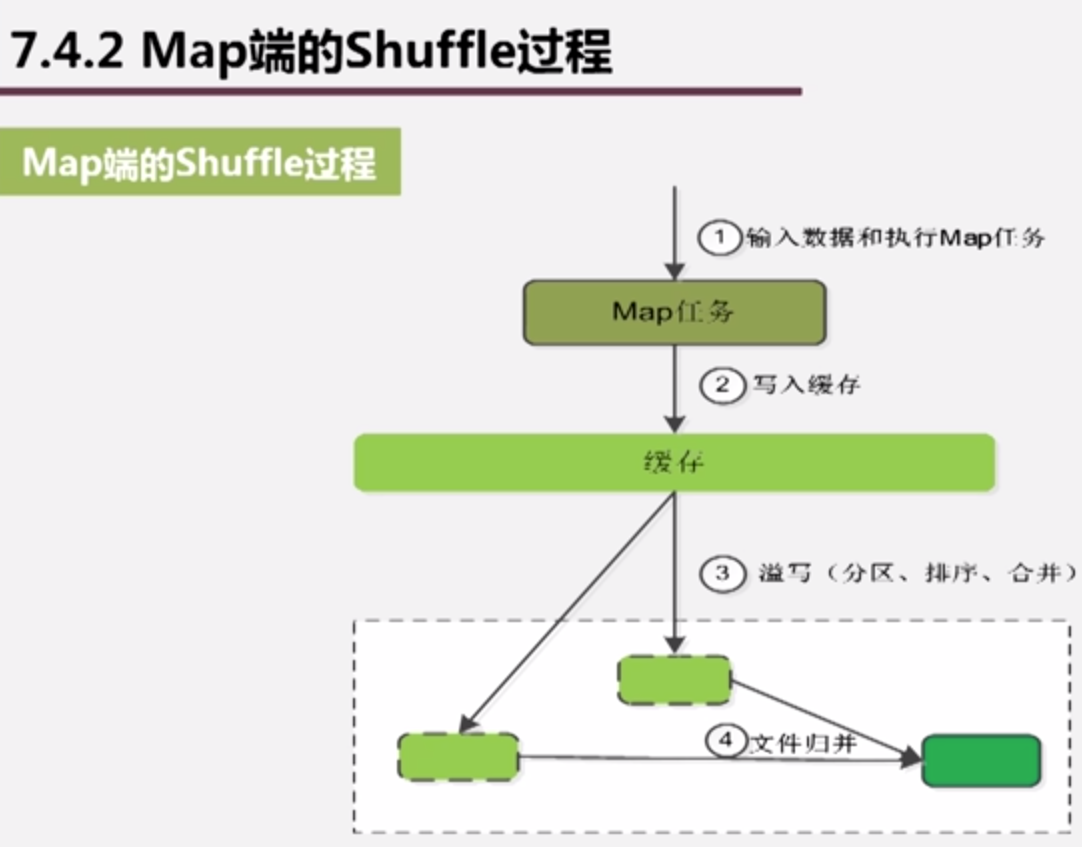 7.4.2 Map端的Shuffle过程
Map端的Shuffle过程
①输入数据和执行Map任务
Map任务
②写入缓存
缓存
③溢写（分区、排序、合并）
④文件归并